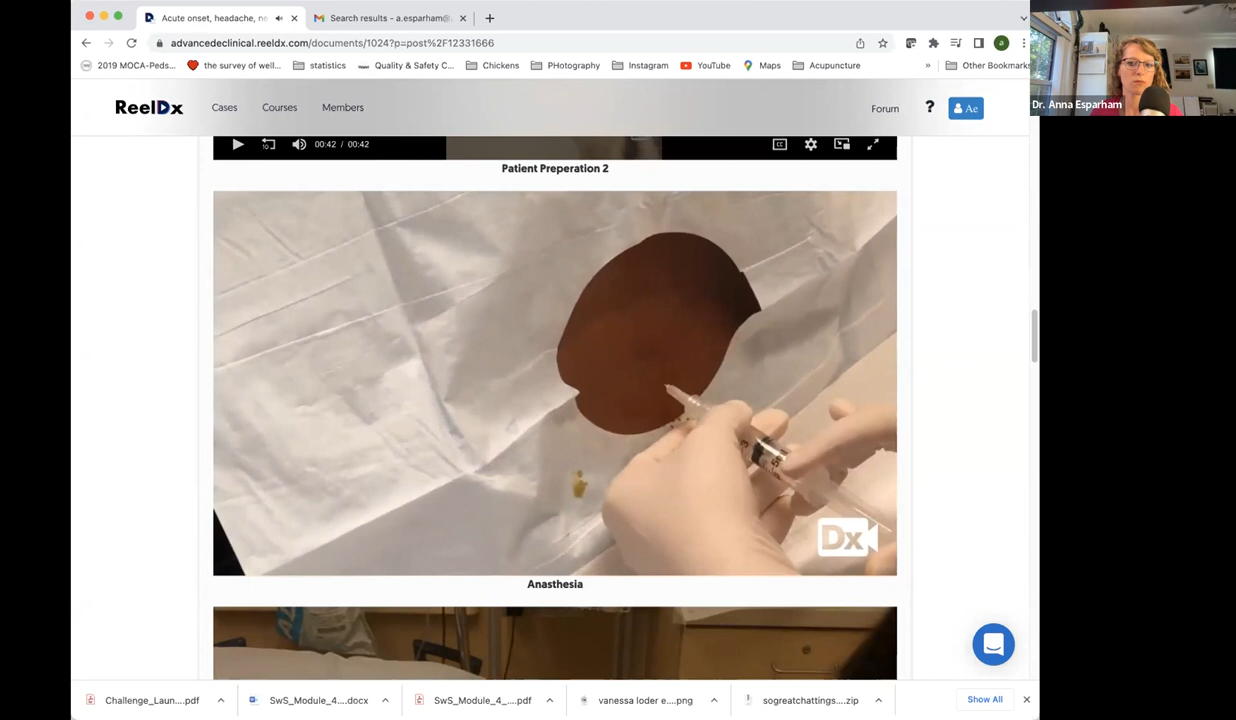 Acute onset, headache, ne
Search results - a.esparham@
advancedeclinical.reeldx.com/documents/1024?p=post%2F12331666
a
2019 MOCA-Peds...
the survey of well...
statistics
Quality & Safety C...
Chickens
PHotography
Instagram
YouTube
Maps
Acupuncture
»
Other Bookmarks
Dr. Anna Esparham
ReelDx
Cases
Courses
Members
Forum
?
Ae
10
00:42 / 00:42
CC
Patient Preperation 2
Dx
Anasthesia
Challenge_Laun....pdf
SwS_Module_4....docx
SwS_Module_4_....pdf
vanessa loder e....png
sogreatchattings....zip
Show All